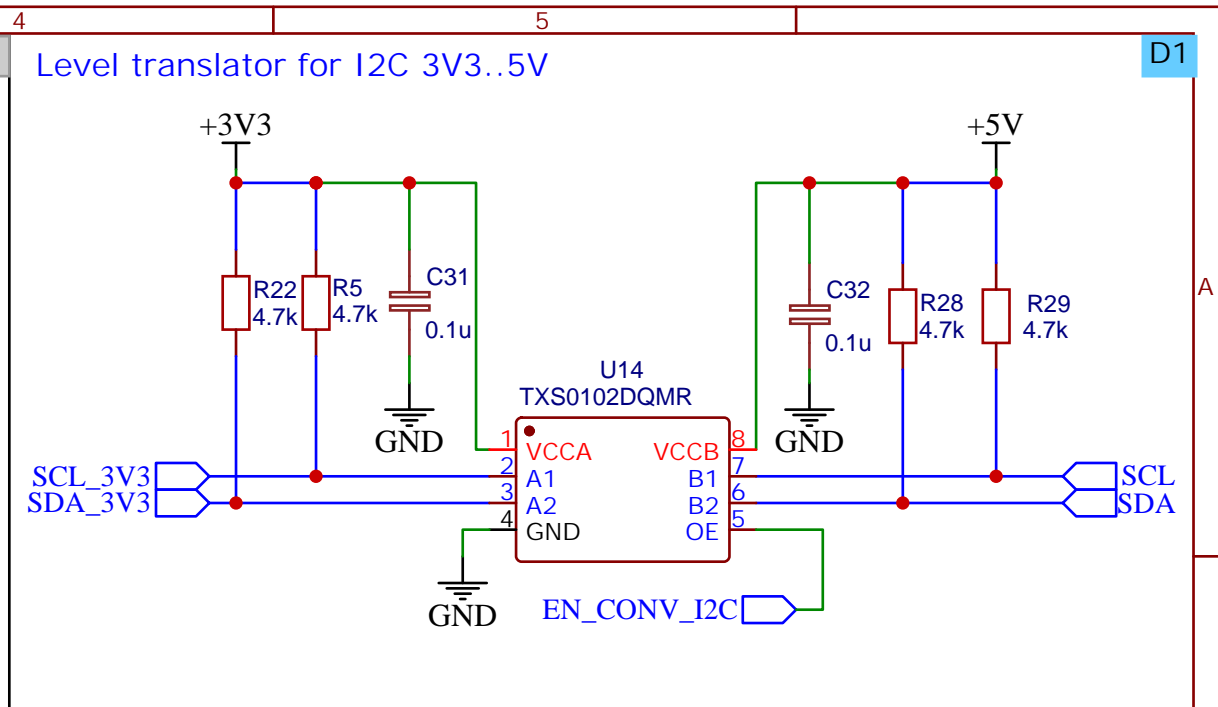 4
5
Level translator for I2C 3V3..5V
D1
+3V3
+5V
R22
4.7k
R5
4.7k
C31
0.1u
C32
0.1u
R28
4.7k
R29
4.7k
A
U14
TXS0102DQMR
GND
GND
1 VCCA VCCB 8
SCL_3V3 2 A1 B1 7 SCL
SDA_3V3 3 A2 B2 6 SDA
4 GND OE 5
GND
EN_CONV_I2C